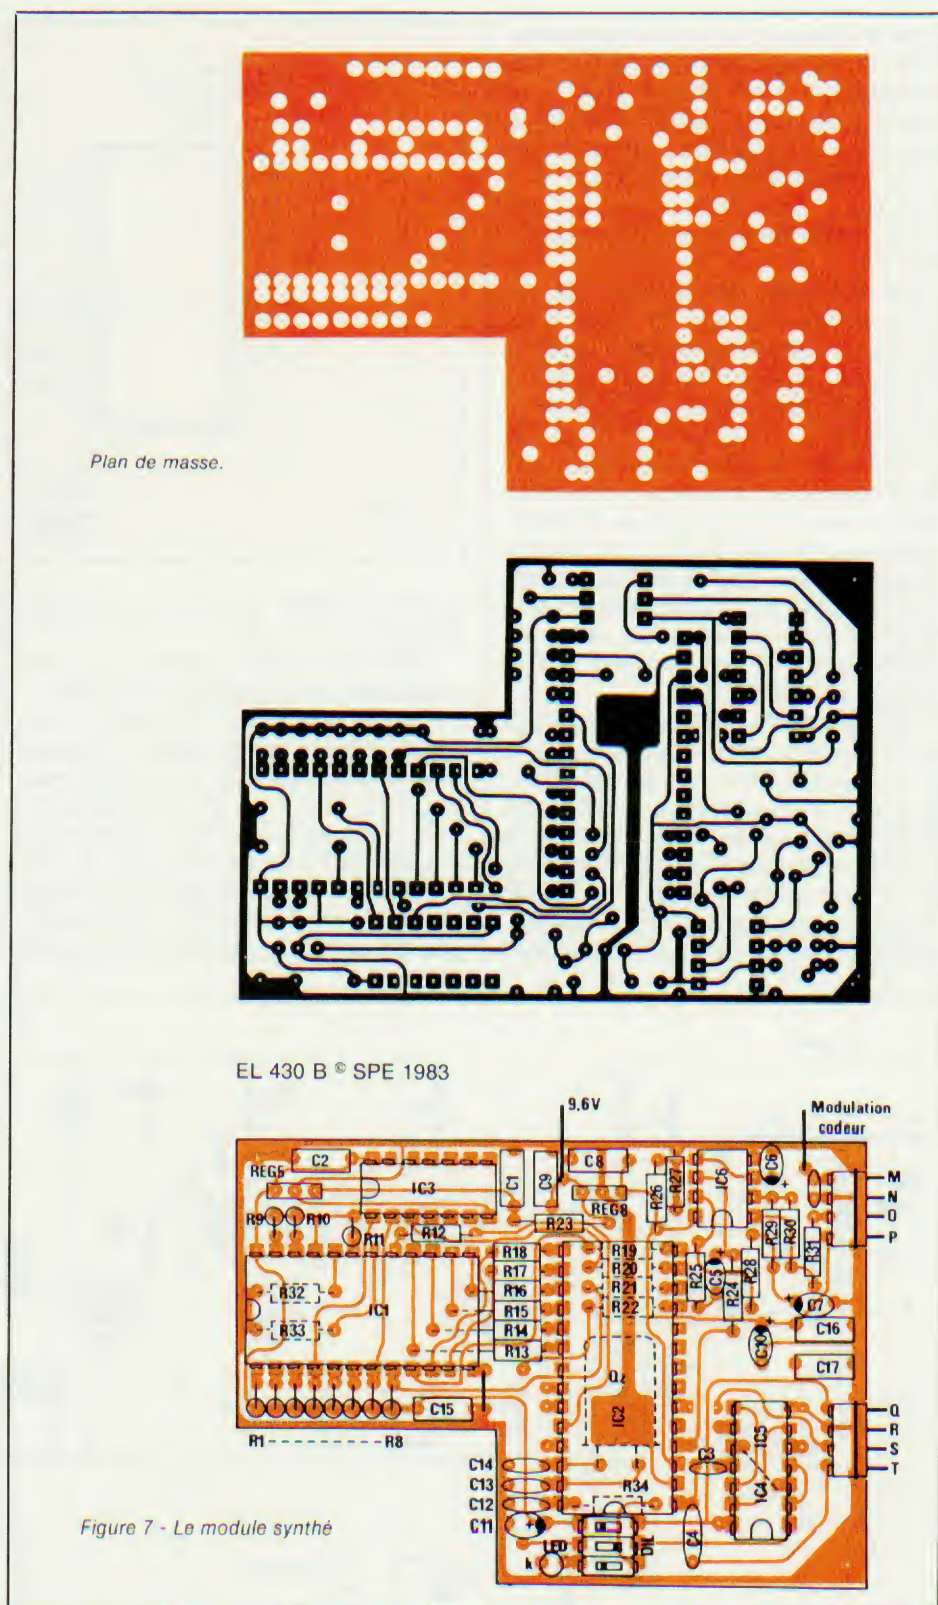 Plan de masse.
EL 430 B © SPE 1983
9,6V
Modulation
codeur
C2
REG5
IC3
C1
C9
C8
REG8
R26
R27
IC6
C6
M
N
O
P
R9
R10
R11
R12
R23
R29
R30
R31
R18
R17
R16
R15
R14
R13
R19
R20
R21
R22
R25
C5
R24
R28
C7
R32
IC1
R33
C10
C16
C17
C15
IC2
R1 R8
Q
R
S
T
C3
IC5
IC4
C14
C13
C12
C11
R34
LED
DIL
C4
k
Figure 7 - Le module synthé